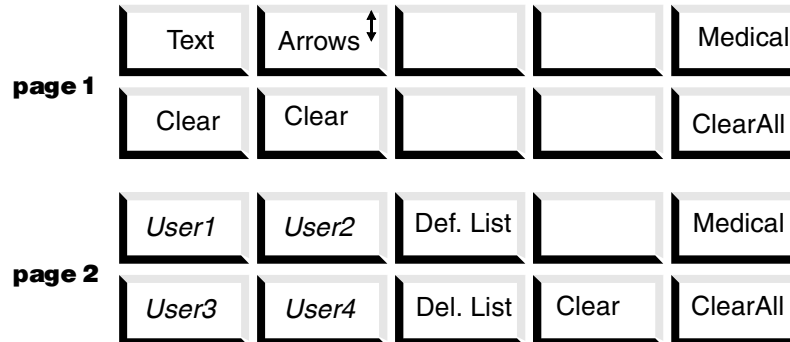 Text Arrows Medical
page 1
Clear Clear ClearAll
User1 User2 Def. List Medical
page 2
User3 User4 Del. List Clear ClearAll